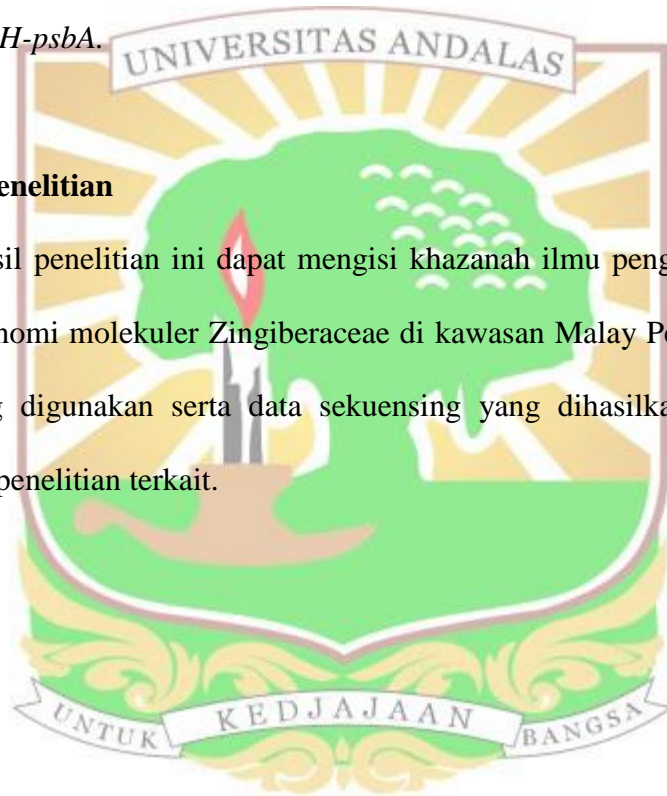 H-psbA.
UNIVERSITAS ANDALAS
enelitian
sil penelitian ini dapat mengisi khazanah ilmu peng
nomi molekuler Zingiberaceae di kawasan Malay Pe
g digunakan serta data sekuensing yang dihasilka
penelitian terkait.
UNTUK KEDJAJAAN BANGSA